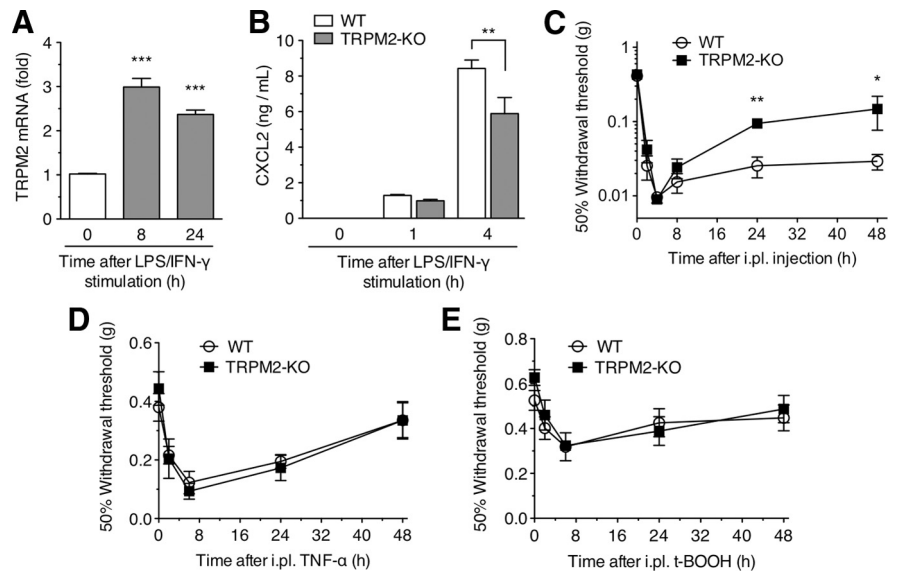 A
TRPM2 mRNA (fold)
4
3
2
1
0
***
***
0 8 24
Time after LPS/IFN-γ
stimulation (h)
B
WT
TRPM2-KO
CXCL2 (ng / mL)
10
8
6
4
2
0
**
0 1 4
Time after LPS/IFN-γ
stimulation (h)
C
WT
TRPM2-KO
50% Withdrawal threshold (g)
1
0.1
0.01
**
*
0 8 16 24 32 40 48
Time after i.pl. injection (h)
D
WT
TRPM2-KO
50% Withdrawal threshold (g)
0.6
0.4
0.2
0.0
0 8 16 24 32 40 48
Time after i.pl. TNF-α (h)
E
WT
TRPM2-KO
50% Withdrawal threshold (g)
0.8
0.6
0.4
0.2
0.0
0 8 16 24 32 40 48
Time after i.pl. t-BOOH (h)